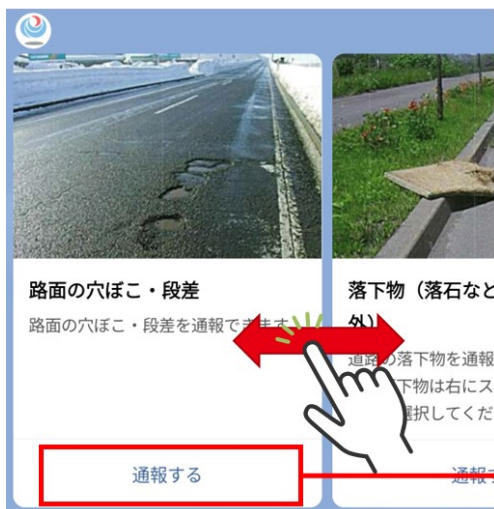 路面の穴ぼこ・段差
路面の穴ぼこ・段差を通報できます
通報する
落下物（落石など
外）
道路の落下物を通報
下物は右にス
選択してくだ
通報